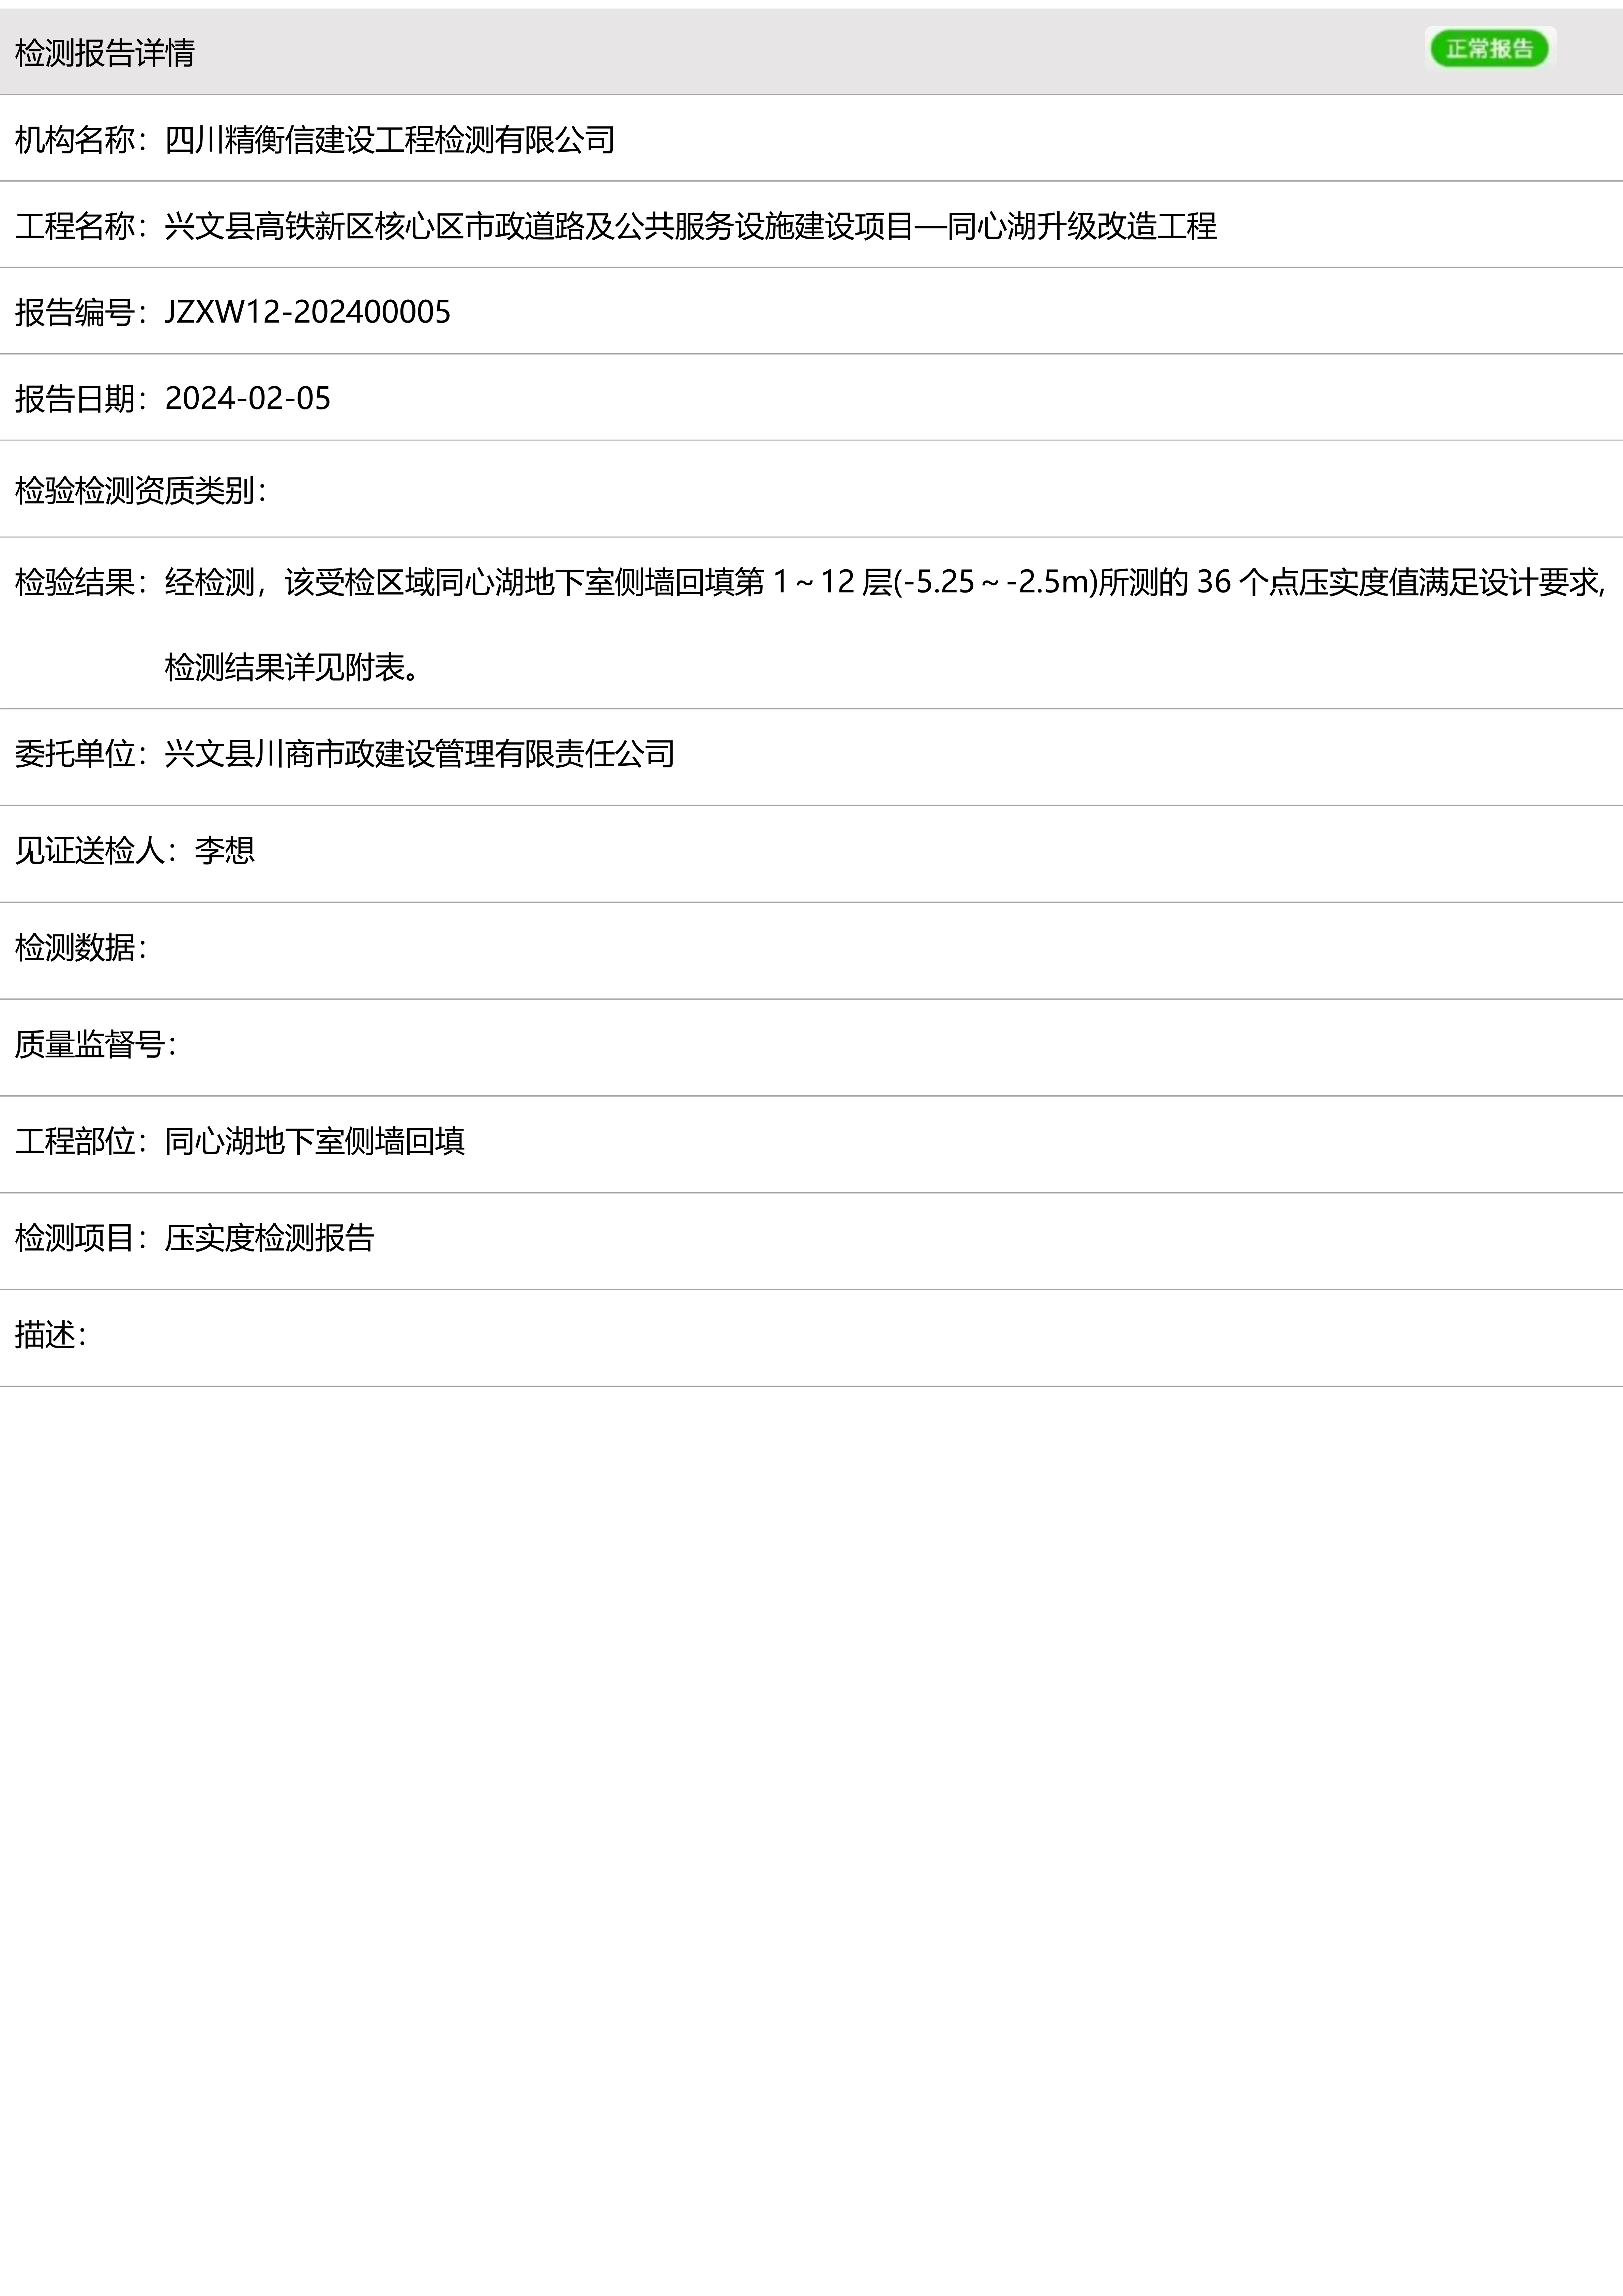 检测报告详情 正常报告
机构名称：四川精衡信建设工程检测有限公司
工程名称：兴文县高铁新区核心区市政道路及公共服务设施建设项目—同心湖升级改造工程
报告编号：JZXW12-202400005
报告日期：2024-02-05
检验检测资质类别：
检验结果：经检测，该受检区域同心湖地下室侧墙回填第 1～12 层(-5.25～-2.5m)所测的 36 个点压实度值满足设计要求,
检测结果详见附表。
委托单位：兴文县川商市政建设管理有限责任公司
见证送检人：李想
检测数据：
质量监督号：
工程部位：同心湖地下室侧墙回填
检测项目：压实度检测报告
描述：